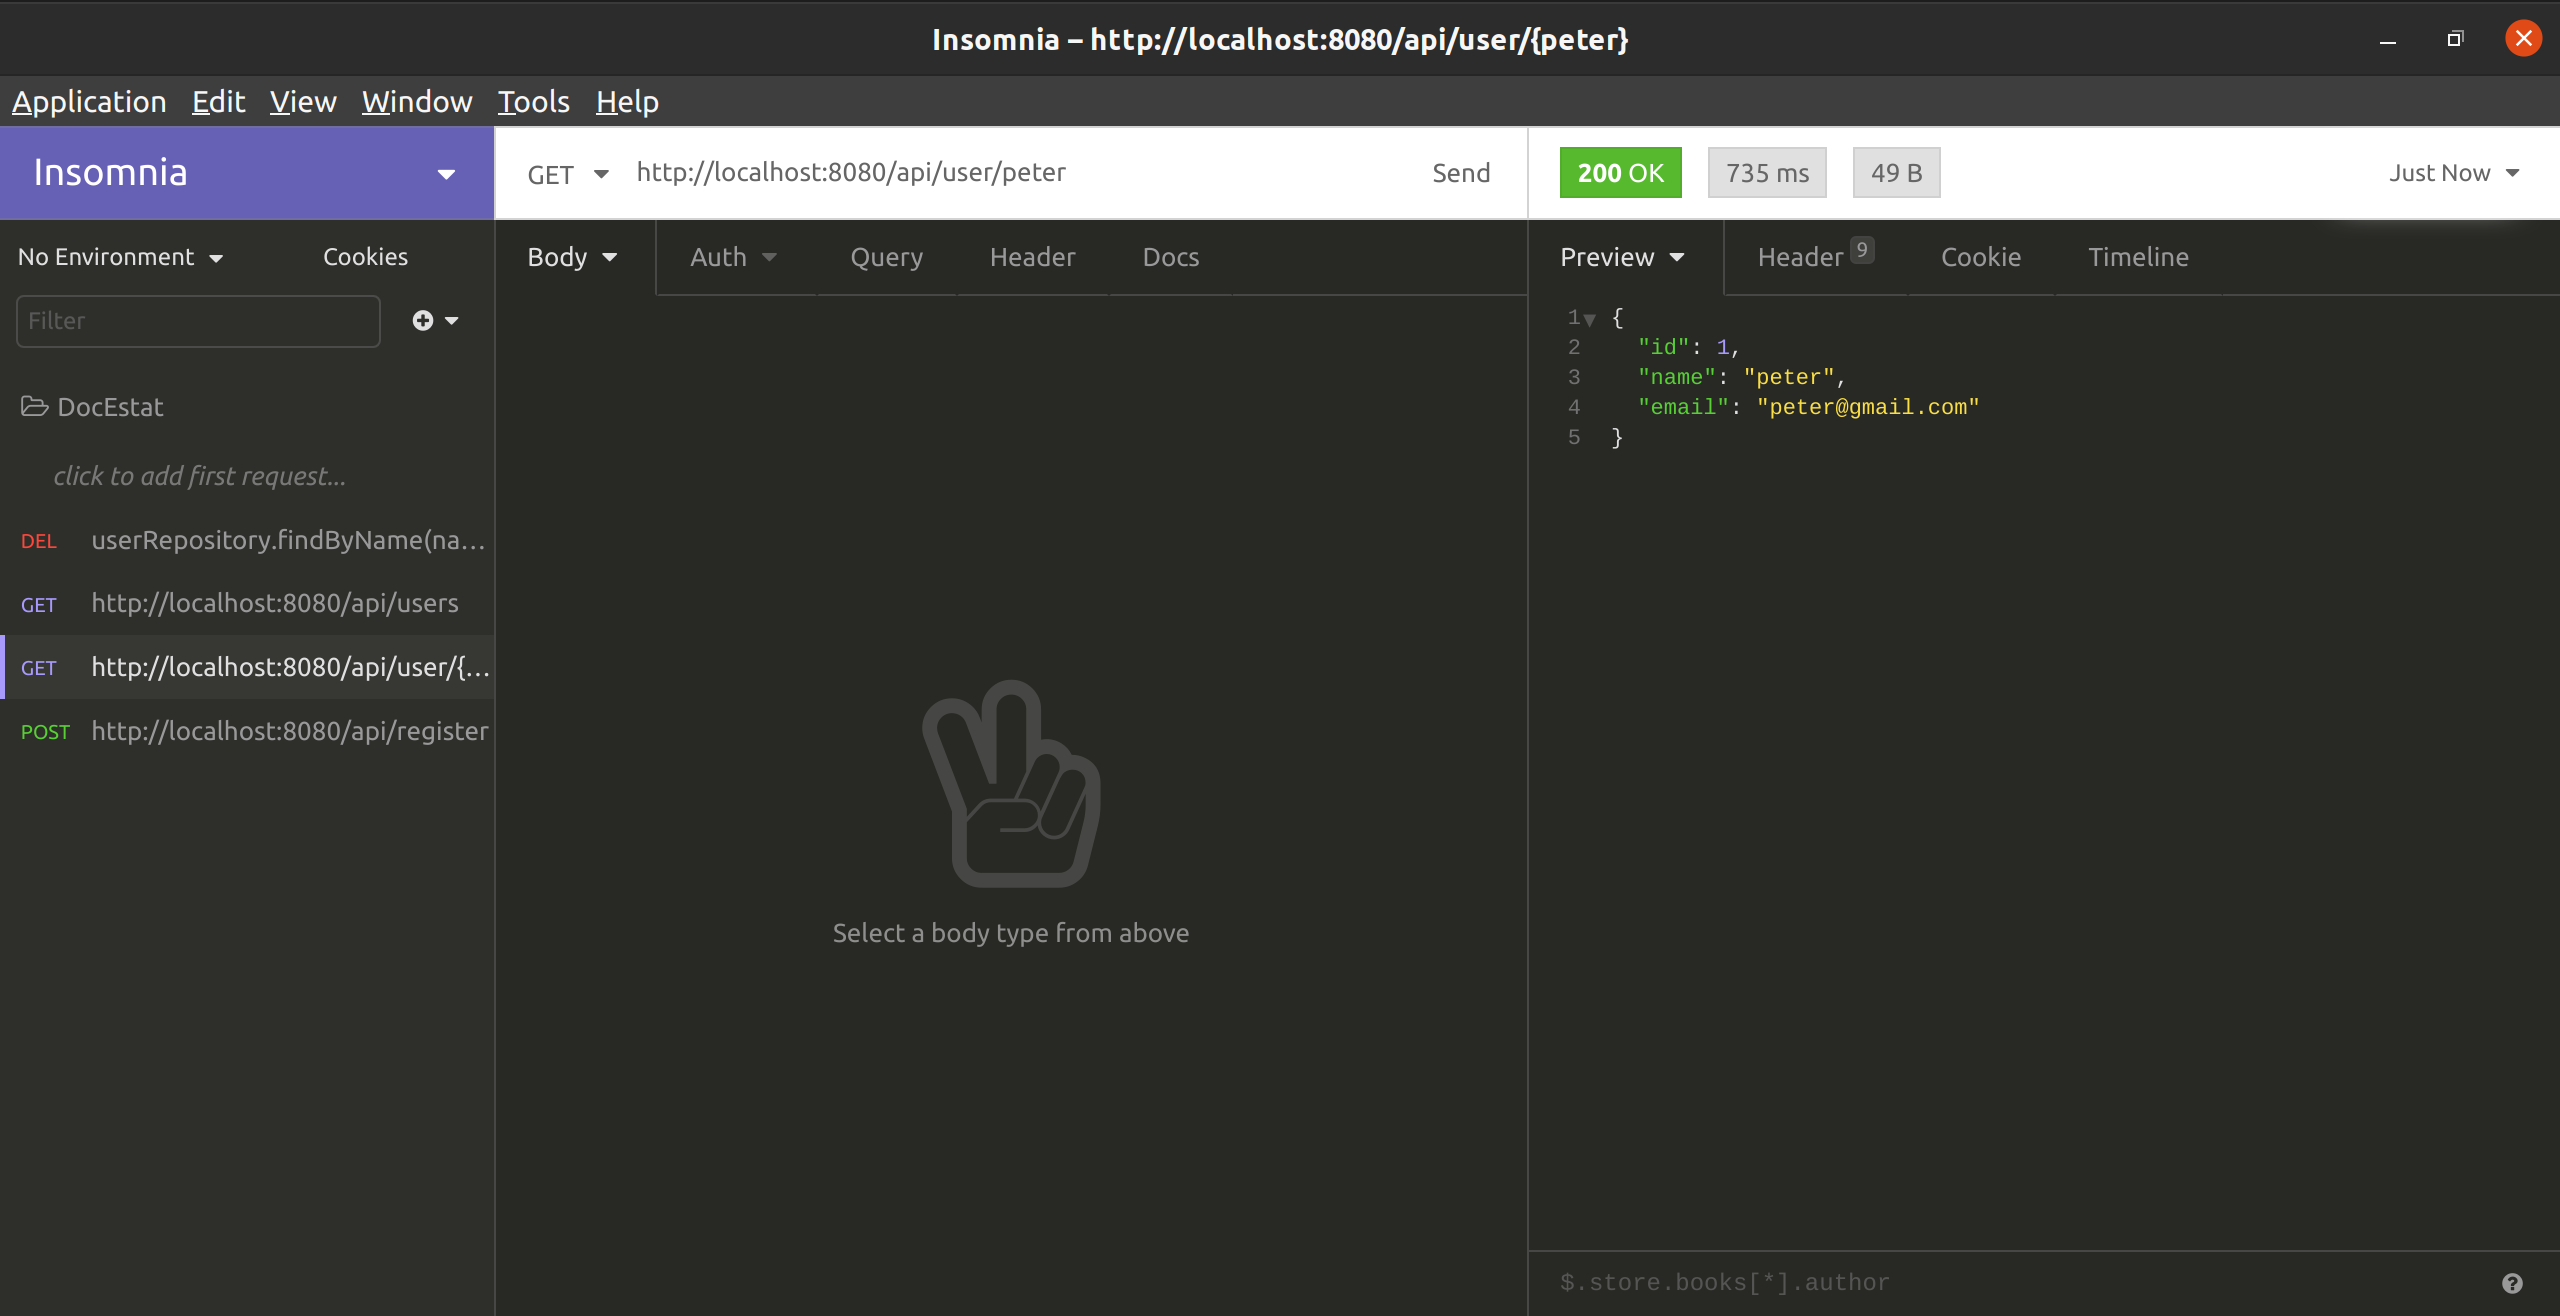 Insomnia – http://localhost:8080/api/user/{peter}
Application Edit View Window Tools Help
Insomnia
GET http://localhost:8080/api/user/peter Send
200 OK 735 ms 49 B Just Now
No Environment Cookies
Filter
DocEstat
click to add first request...
DEL userRepository.findByName(na...
GET http://localhost:8080/api/users
GET http://localhost:8080/api/user/{...
POST http://localhost:8080/api/register
Body Auth Query Header Docs
Select a body type from above
Preview Header 9 Cookie Timeline
1 {
2 "id": 1,
3 "name": "peter",
4 "email": "peter@gmail.com"
5 }
$.store.books[*].author